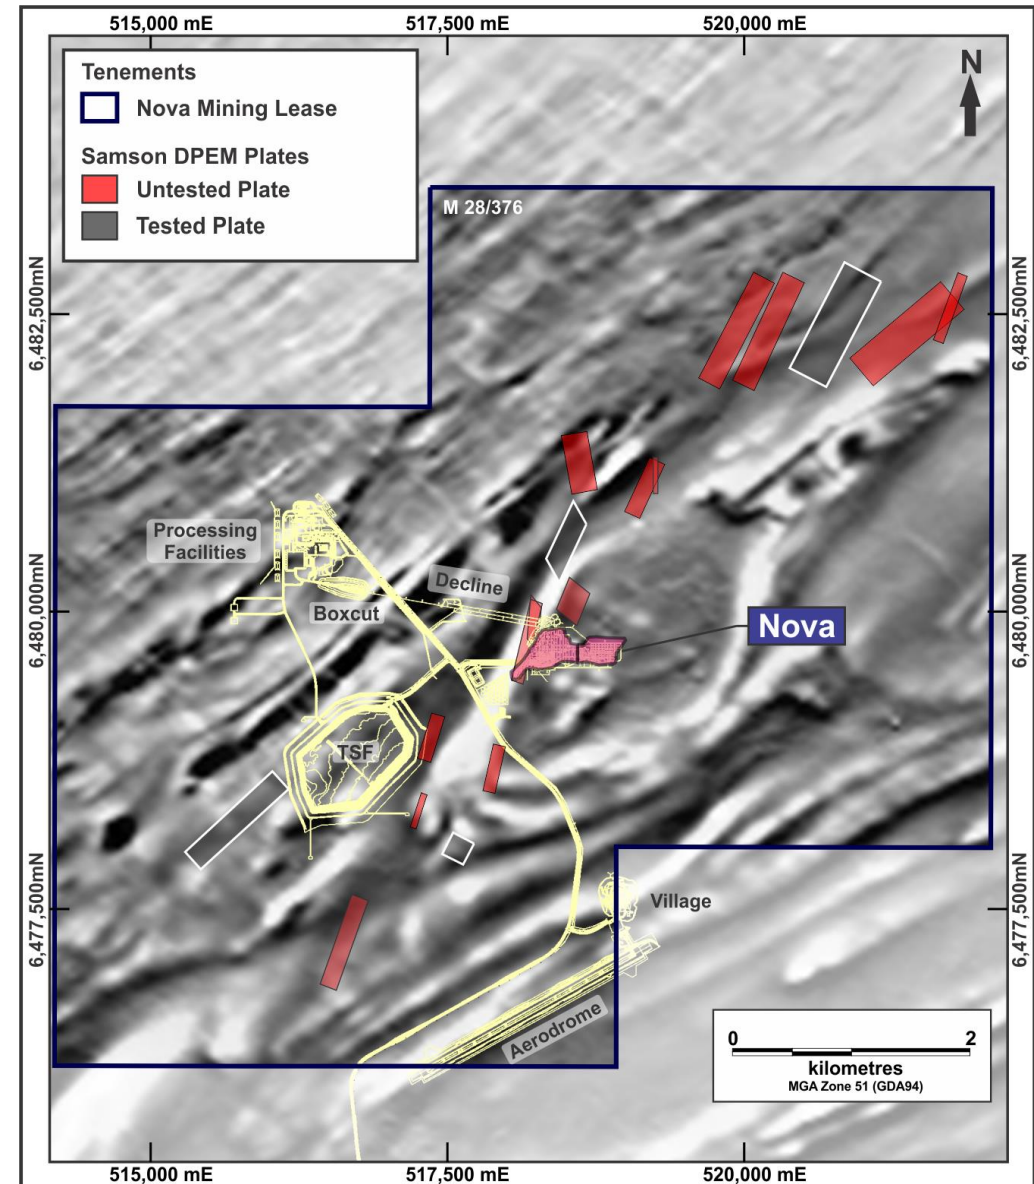 515,000 mE
517,500 mE
520,000 mE
Tenements
Nova Mining Lease
Samson DPEM Plates
Untested Plate
Tested Plate
N
M 28/376
6,482,500mN
6,482,500mN
Processing
Facilities
Boxcut
Decline
6,480,000mN
6,480,000mN
Nova
TSF
Village
6,477,500mN
6,477,500mN
Aerodrome
0
2
kilometres
MGA Zone 51 (GDA94)
515,000 mE
517,500 mE
520,000 mE